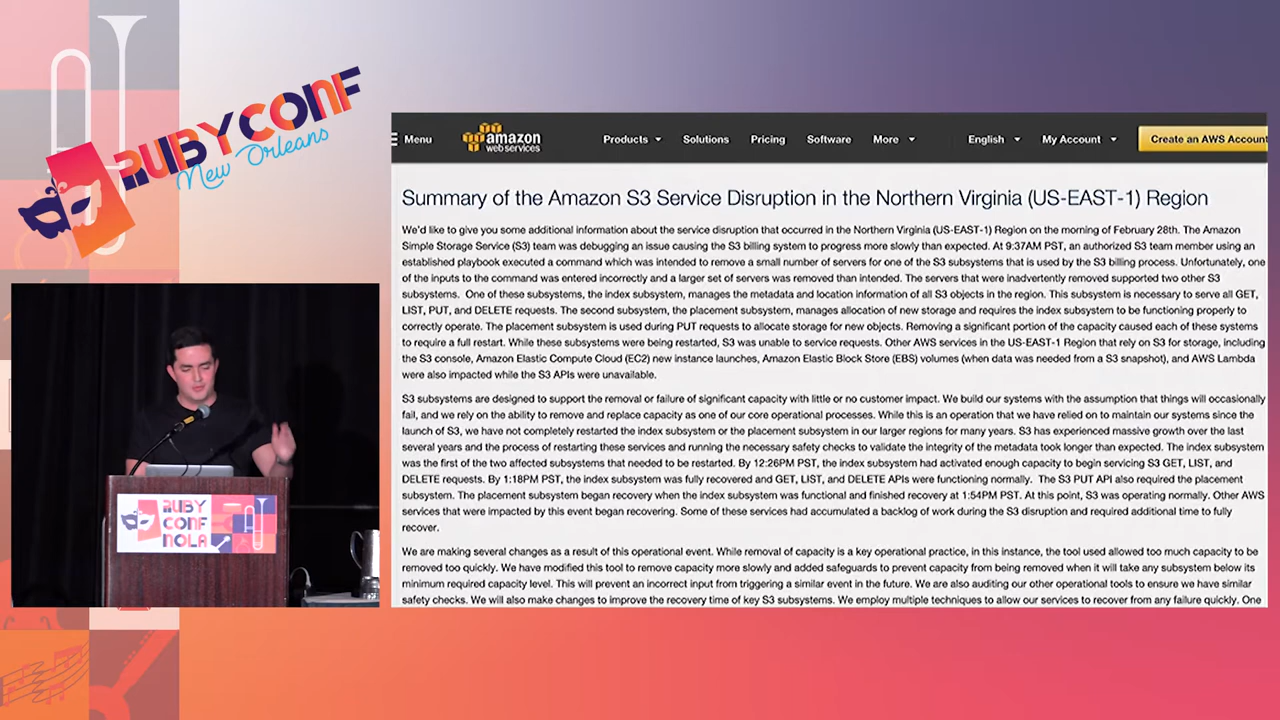 RUBYCONF
New Orleans
Menu
amazon
web services
Products
Solutions
Pricing
Software
More
English
My Account
Create an AWS Account
Summary of the Amazon S3 Service Disruption in the Northern Virginia (US-EAST-1) Region
We'd like to give you some additional information about the service disruption that occurred in the Northern Virginia (US-EAST-1) Region on the morning of February 28th. The Amazon
Simple Storage Service (S3) team was debugging an issue causing the S3 billing system to progress more slowly than expected. At 9:37AM PST, an authorized S3 team member using an
established playbook executed a command which was intended to remove a small number of servers for one of the S3 subsystems that is used by the S3 billing process. Unfortunately, one
of the inputs to the command was entered incorrectly and a larger set of servers was removed than intended. The servers that were inadvertently removed supported two other S3
subsystems.  One of these subsystems, the index subsystem, manages the metadata and location information of all S3 objects in the region. This subsystem is necessary to serve all GET,
LIST, PUT, and DELETE requests. The second subsystem, the placement subsystem, manages allocation of new storage and requires the index subsystem to be functioning properly to
correctly operate. The placement subsystem is used during PUT requests to allocate storage for new objects. Removing a significant portion of the capacity caused each of these systems
to require a full restart. While these subsystems were being restarted, S3 was unable to service requests. Other AWS services in the US-EAST-1 Region that rely on S3 for storage, including
the S3 console, Amazon Elastic Compute Cloud (EC2) new instance launches, Amazon Elastic Block Store (EBS) volumes (when data was needed from a S3 snapshot), and AWS Lambda
were also impacted while the S3 APIs were unavailable.
S3 subsystems are designed to support the removal or failure of significant capacity with little or no customer impact. We build our systems with the assumption that things will occasionally
fail, and we rely on the ability to remove and replace capacity as one of our core operational processes. While this is an operation that we have relied on to maintain our systems since the
launch of S3, we have not completely restarted the index subsystem or the placement subsystem in our larger regions for many years. S3 has experienced massive growth over the last
several years and the process of restarting these services and running the necessary safety checks to validate the integrity of the metadata took longer than expected. The index subsystem
was the first of the two affected subsystems that needed to be restarted. By 12:26PM PST, the index subsystem had activated enough capacity to begin servicing S3 GET, LIST, and
DELETE requests. By 1:18PM PST, the index subsystem was fully recovered and GET, LIST, and DELETE APIs were functioning normally.  The S3 PUT API also required the placement
subsystem. The placement subsystem began recovery when the index subsystem was functional and finished recovery at 1:54PM PST. At this point, S3 was operating normally. Other AWS
services that were impacted by this event began recovering. Some of these services had accumulated a backlog of work during the S3 disruption and required additional time to fully
recover.
We are making several changes as a result of this operational event. While removal of capacity is a key operational practice, in this instance, the tool used allowed too much capacity to be
removed too quickly. We have modified this tool to remove capacity more slowly and added safeguards to prevent capacity from being removed when it will take any subsystem below its
minimum required capacity level. This will prevent an incorrect input from triggering a similar event in the future. We are also auditing our other operational tools to ensure we have similar
safety checks. We will also make changes to improve the recovery time of key S3 subsystems. We employ multiple techniques to allow our services to recover from any failure quickly. One
RUBY
CONF
NOLA